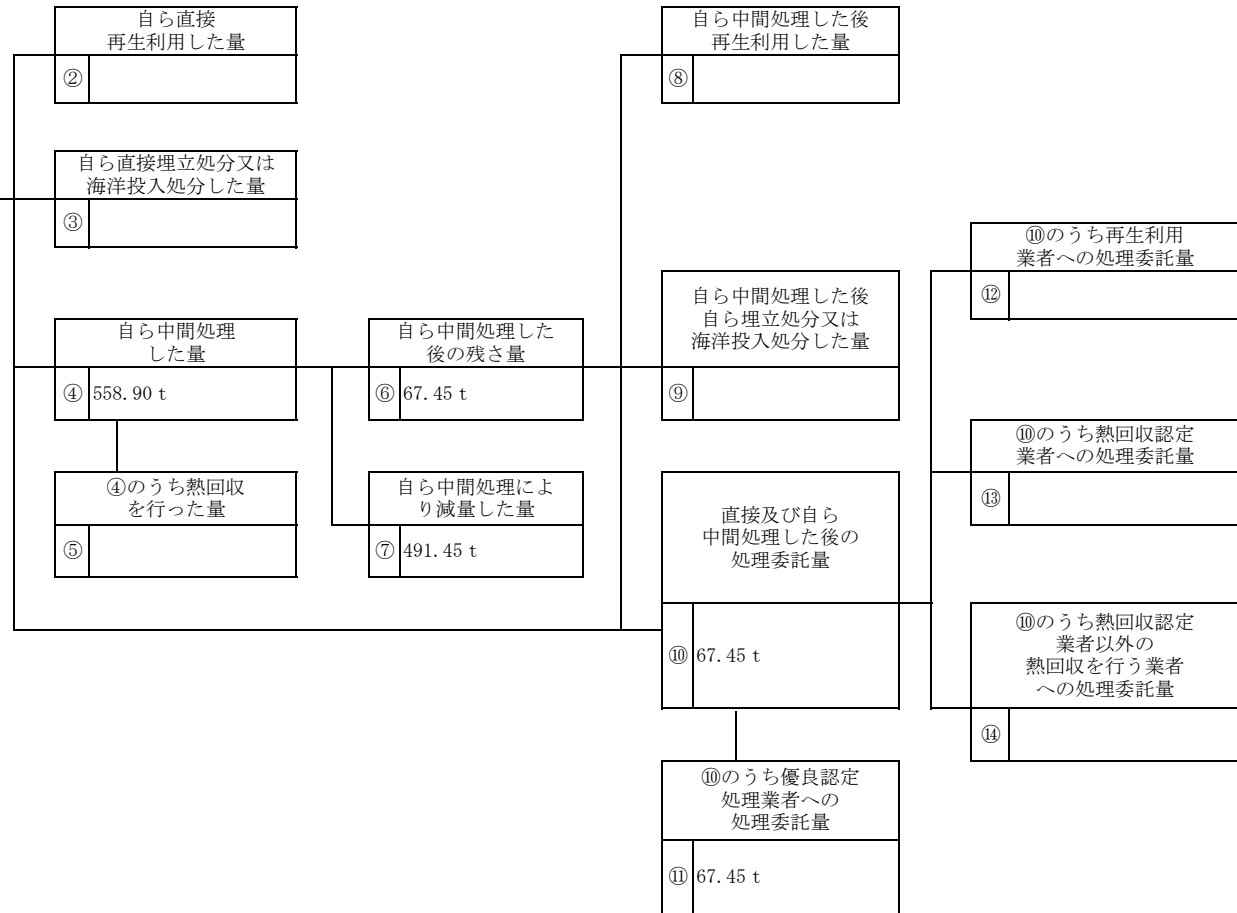 自ら直接
再生利用した量
②
自ら直接埋立処分又は
海洋投入処分した量
③
自ら中間処理
した量
④ 558.90 t
④のうち熱回収
を行った量
⑤
自ら中間処理した
後の残さ量
⑥ 67.45 t
自ら中間処理によ
り減量した量
⑦ 491.45 t
自ら中間処理した後
再生利用した量
⑧
自ら中間処理した後
自ら埋立処分又は
海洋投入処分した量
⑨
直接及び自ら
中間処理した後の
処理委託量
⑩ 67.45 t
⑩のうち優良認定
処理業者への
処理委託量
⑪ 67.45 t
⑩のうち再生利用
業者への処理委託量
⑫
⑩のうち熱回収認定
業者への処理委託量
⑬
⑩のうち熱回収認定
業者以外の
熱回収を行う業者
への処理委託量
⑭